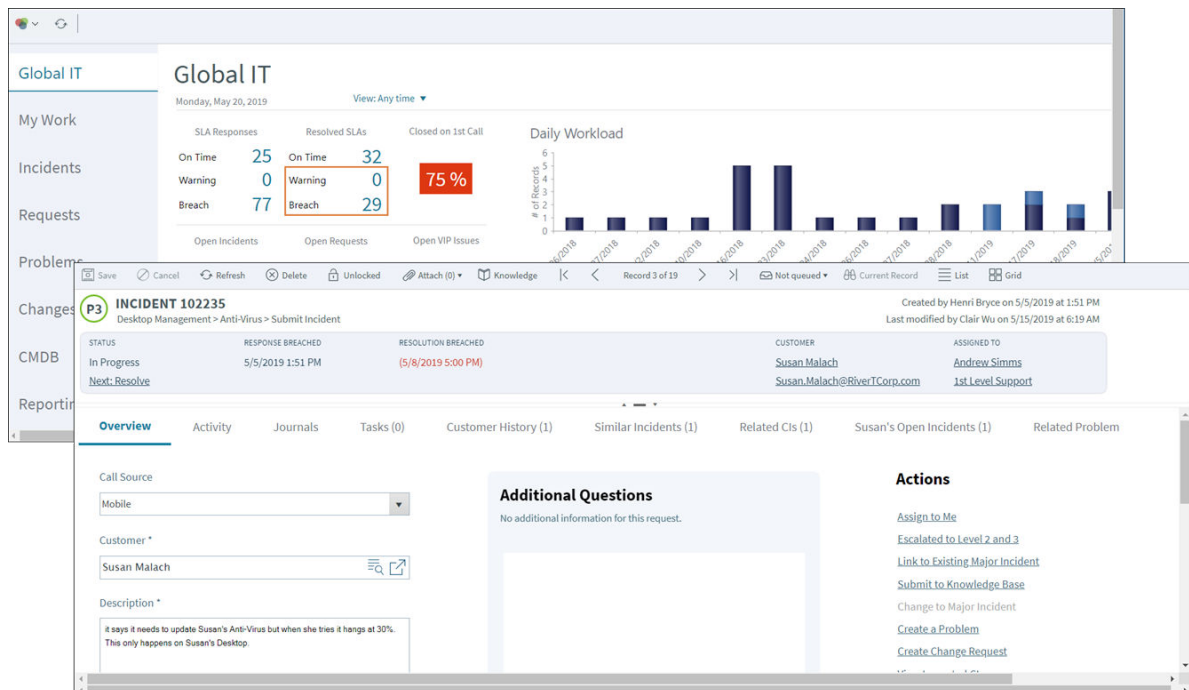 Global IT
My Work
Incidents
Requests
Problems
Changes
CMDB
Global IT
Monday, May 20, 2019 View: Any time
SLA Responses Resolved SLAs Closed on 1st Call
On Time 25 On Time 32
Warning 0 Warning 0 75 %
Breach 77 Breach 29
Open Incidents Open Requests Open VIP Issues
Daily Workload
# of Records
6
5
4
3
2
1
0
Save Cancel Refresh Delete Unlocked Attach (0) Knowledge Record 3 of 19 Not queued Current Record List Grid
P3 INCIDENT 102235 Created by Henri Bryce on 5/5/2019 at 1:51 PM
Desktop Management > Anti-Virus > Submit Incident Last modified by Clair Wu on 5/15/2019 at 6:19 AM
STATUS RESPONSE BREACHED RESOLUTION BREACHED CUSTOMER ASSIGNED TO
In Progress 5/5/2019 1:51 PM (5/8/2019 5:00 PM) Susan Malach Andrew Simms
Next: Resolve Susan.Malach@RiverTCorp.com 1st Level Support
Overview Activity Journals Tasks (0) Customer History (1) Similar Incidents (1) Related CIs (1) Susan's Open Incidents (1) Related Problem
Call Source
Mobile
Customer *
Susan Malach
Description *
it says it needs to update Susan's Anti-Virus but when she tries it hangs at 30%.
This only happens on Susan's Desktop.
Additional Questions
No additional information for this request.
Actions
Assign to Me
Escalated to Level 2 and 3
Link to Existing Major Incident
Submit to Knowledge Base
Change to Major Incident
Create a Problem
Create Change Request